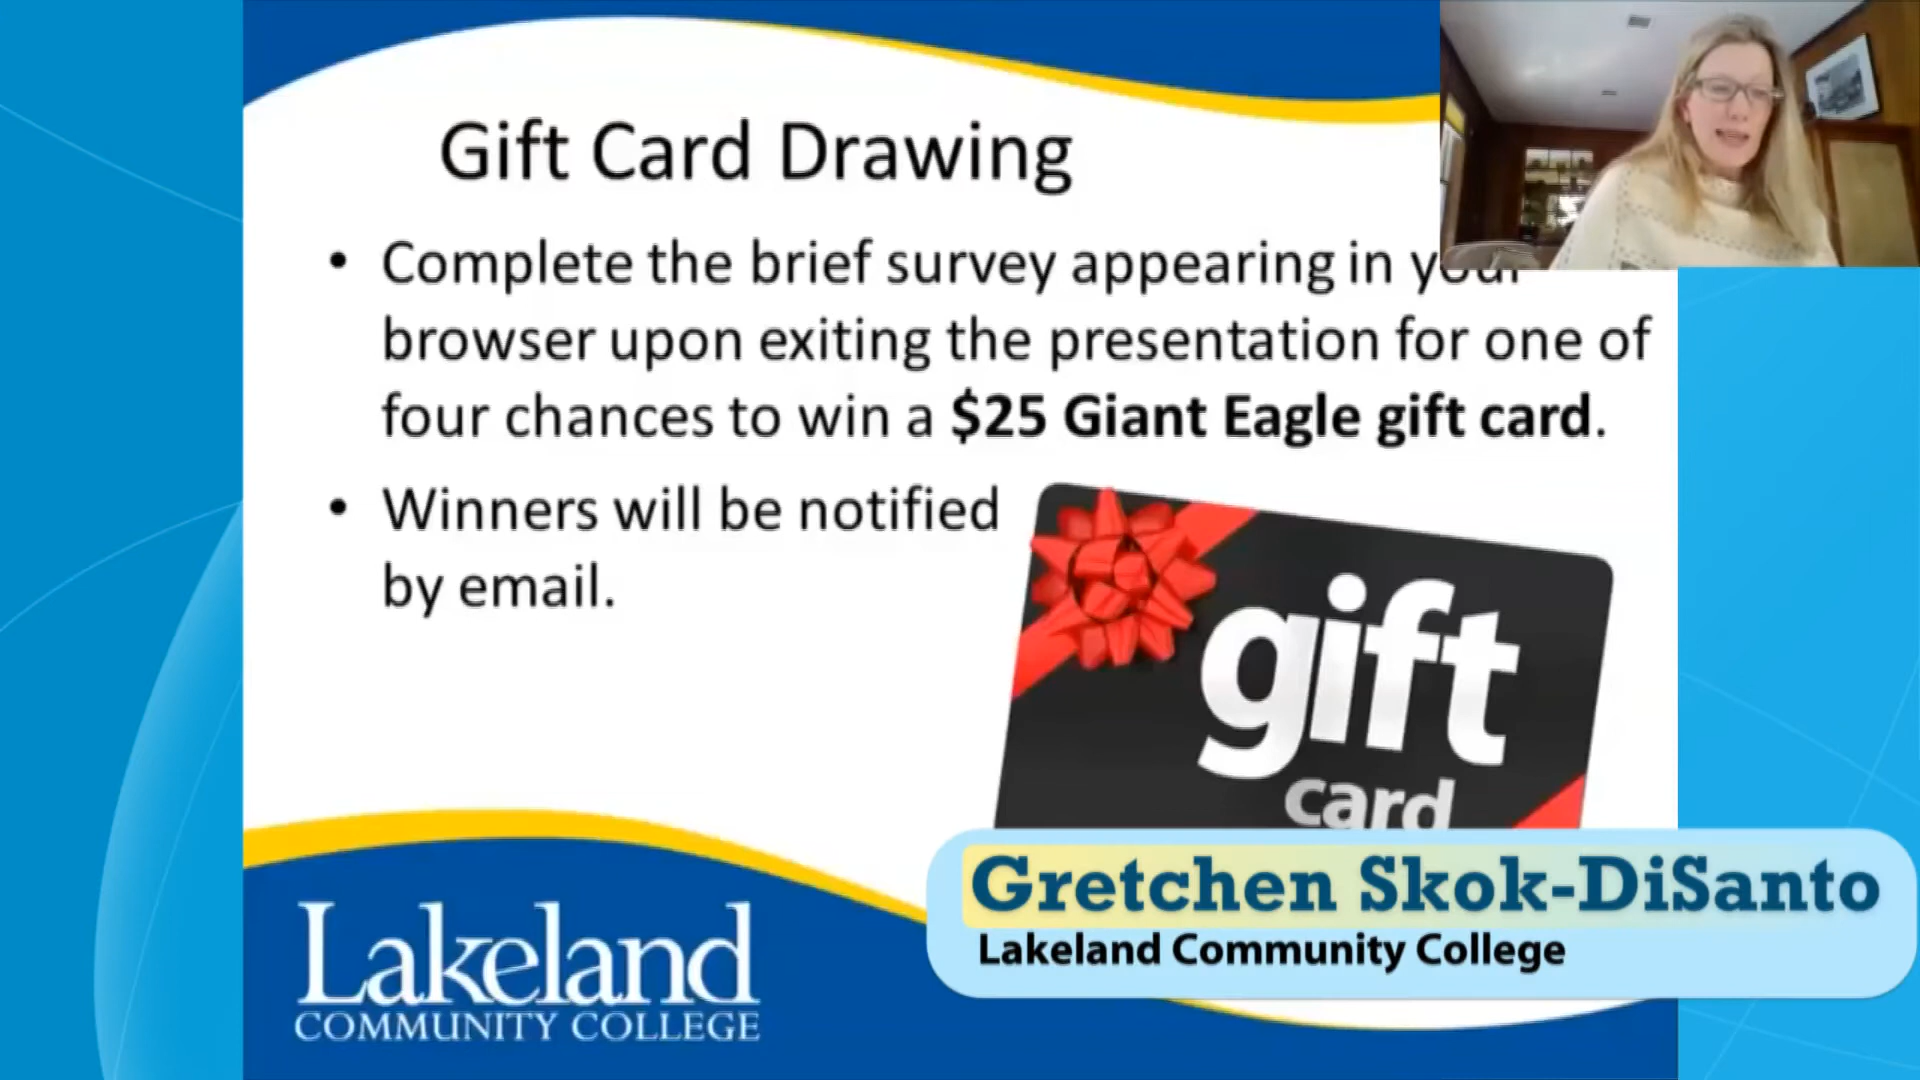 Gift Card Drawing
• Complete the brief survey appearing in your
browser upon exiting the presentation for one of
four chances to win a $25 Giant Eagle gift card.
• Winners will be notified
by email.
gift
card
Gretchen Skok-DiSanto
Lakeland Community College
Lakeland
COMMUNITY COLLEGE